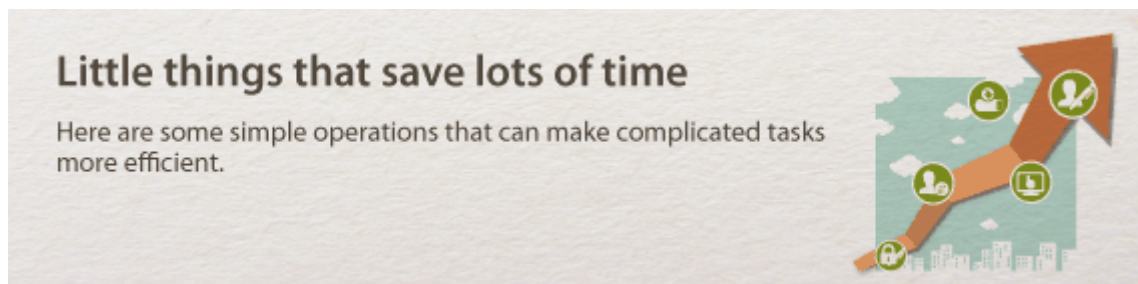 Little things that save lots of time
Here are some simple operations that can make complicated tasks
more efficient.